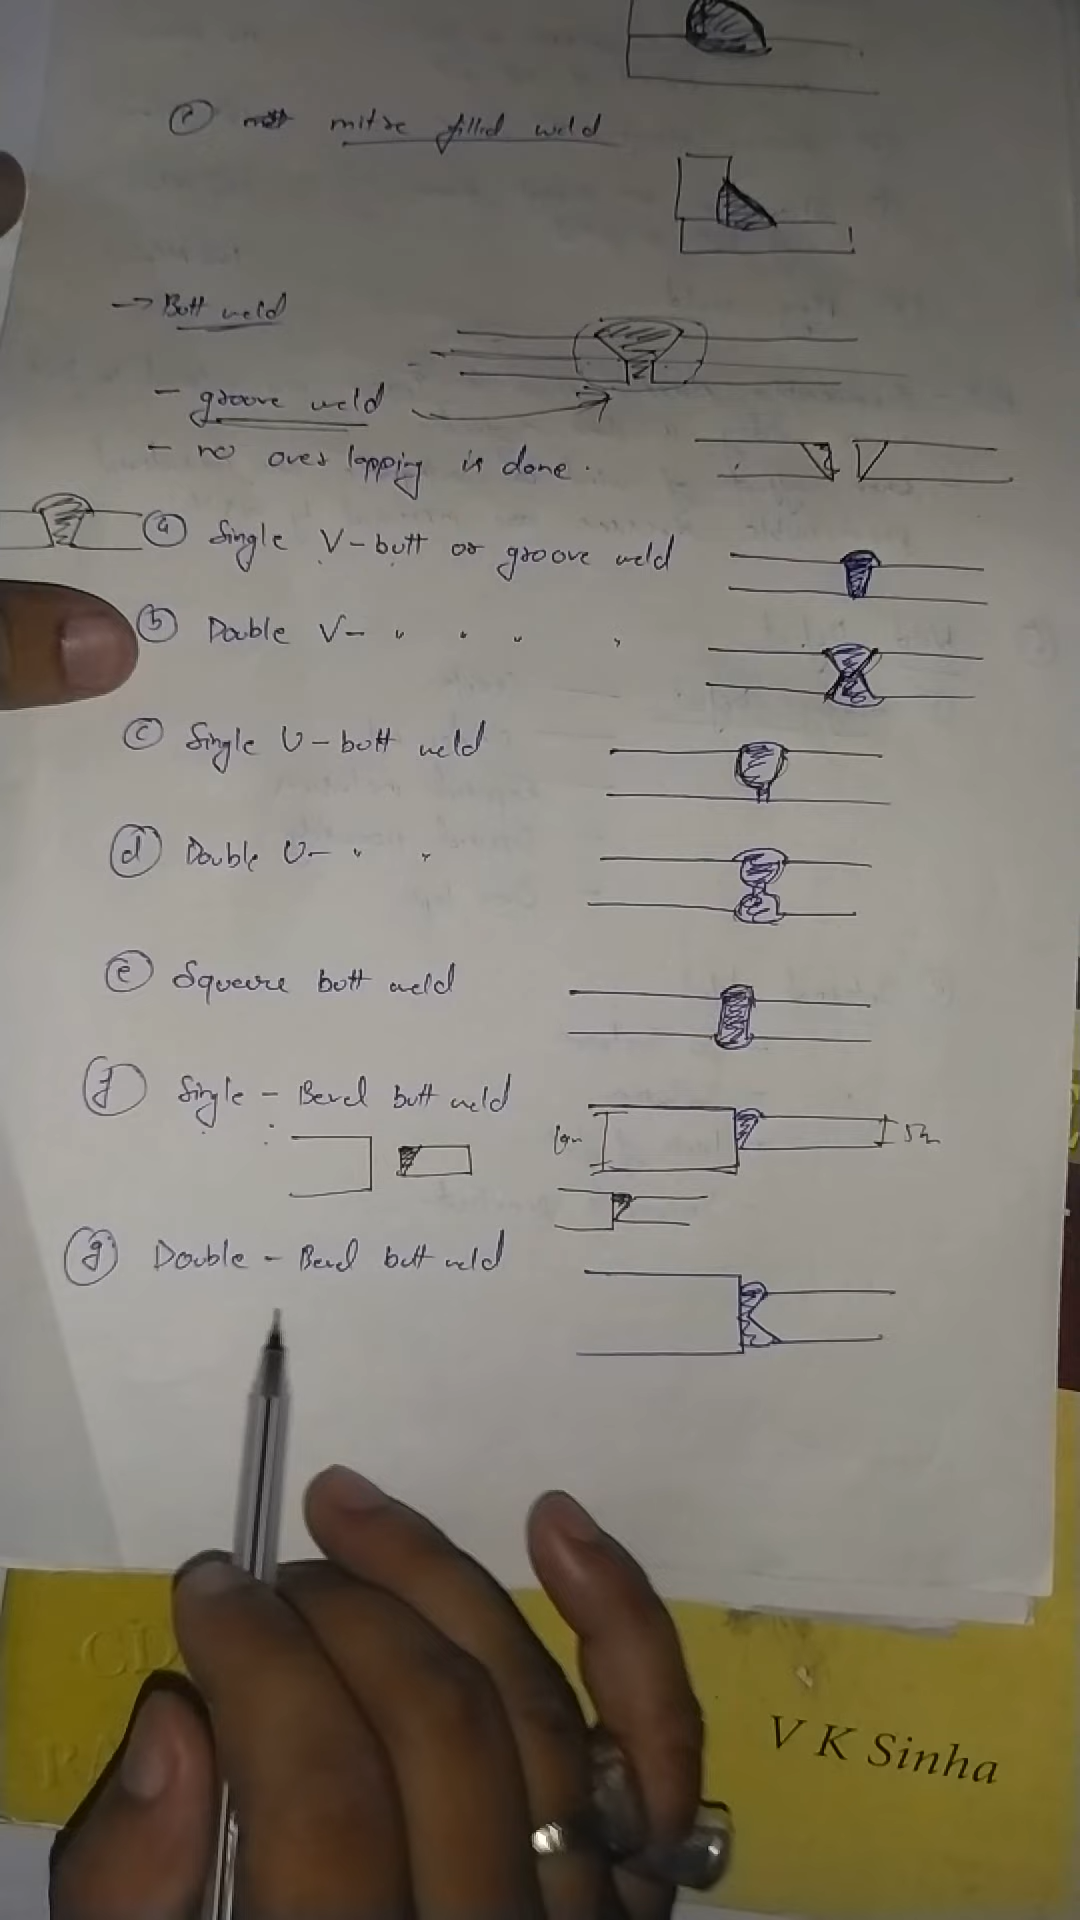 mitre filled weld
→ Butt weld
- groove weld
- no over lapping is done.
(a) Single V-butt or groove weld
(b) Double V- " " " "
(c) Single U-butt weld
(d) Double U- " "
(e) Square butt weld
(f) Single - Bevel butt weld
(g) Double - Bevel butt weld
V K Sinha